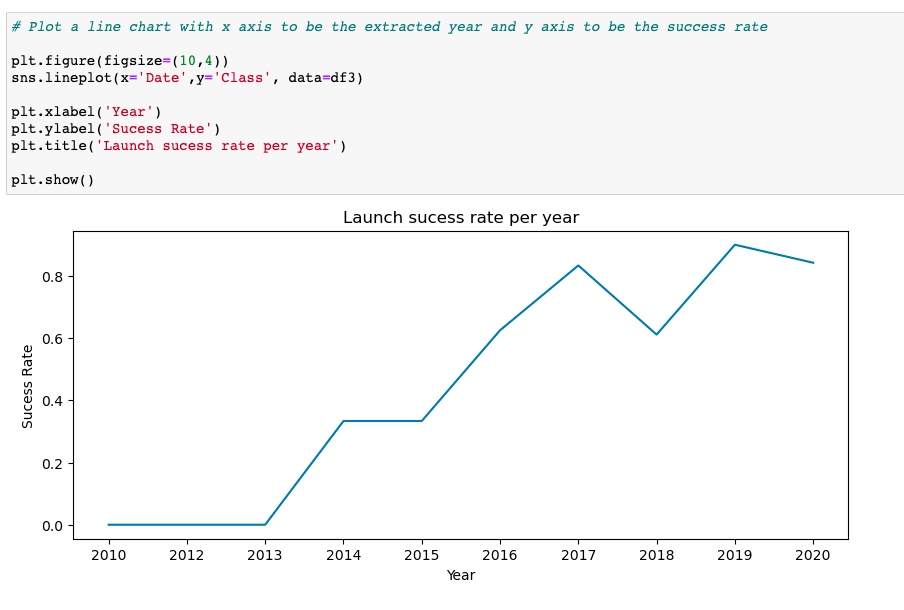 # Plot a line chart with x axis to be the extracted year and y axis to be the success rate
plt.figure(figsize=(10,4))
sns.lineplot(x='Date',y='Class', data=df3)
plt.xlabel('Year')
plt.ylabel('Sucess Rate')
plt.title('Launch sucess rate per year')
plt.show()
Launch sucess rate per year
Sucess Rate
0.8
0.6
0.4
0.2
0.0
2010 2012 2013 2014 2015 2016 2017 2018 2019 2020
Year